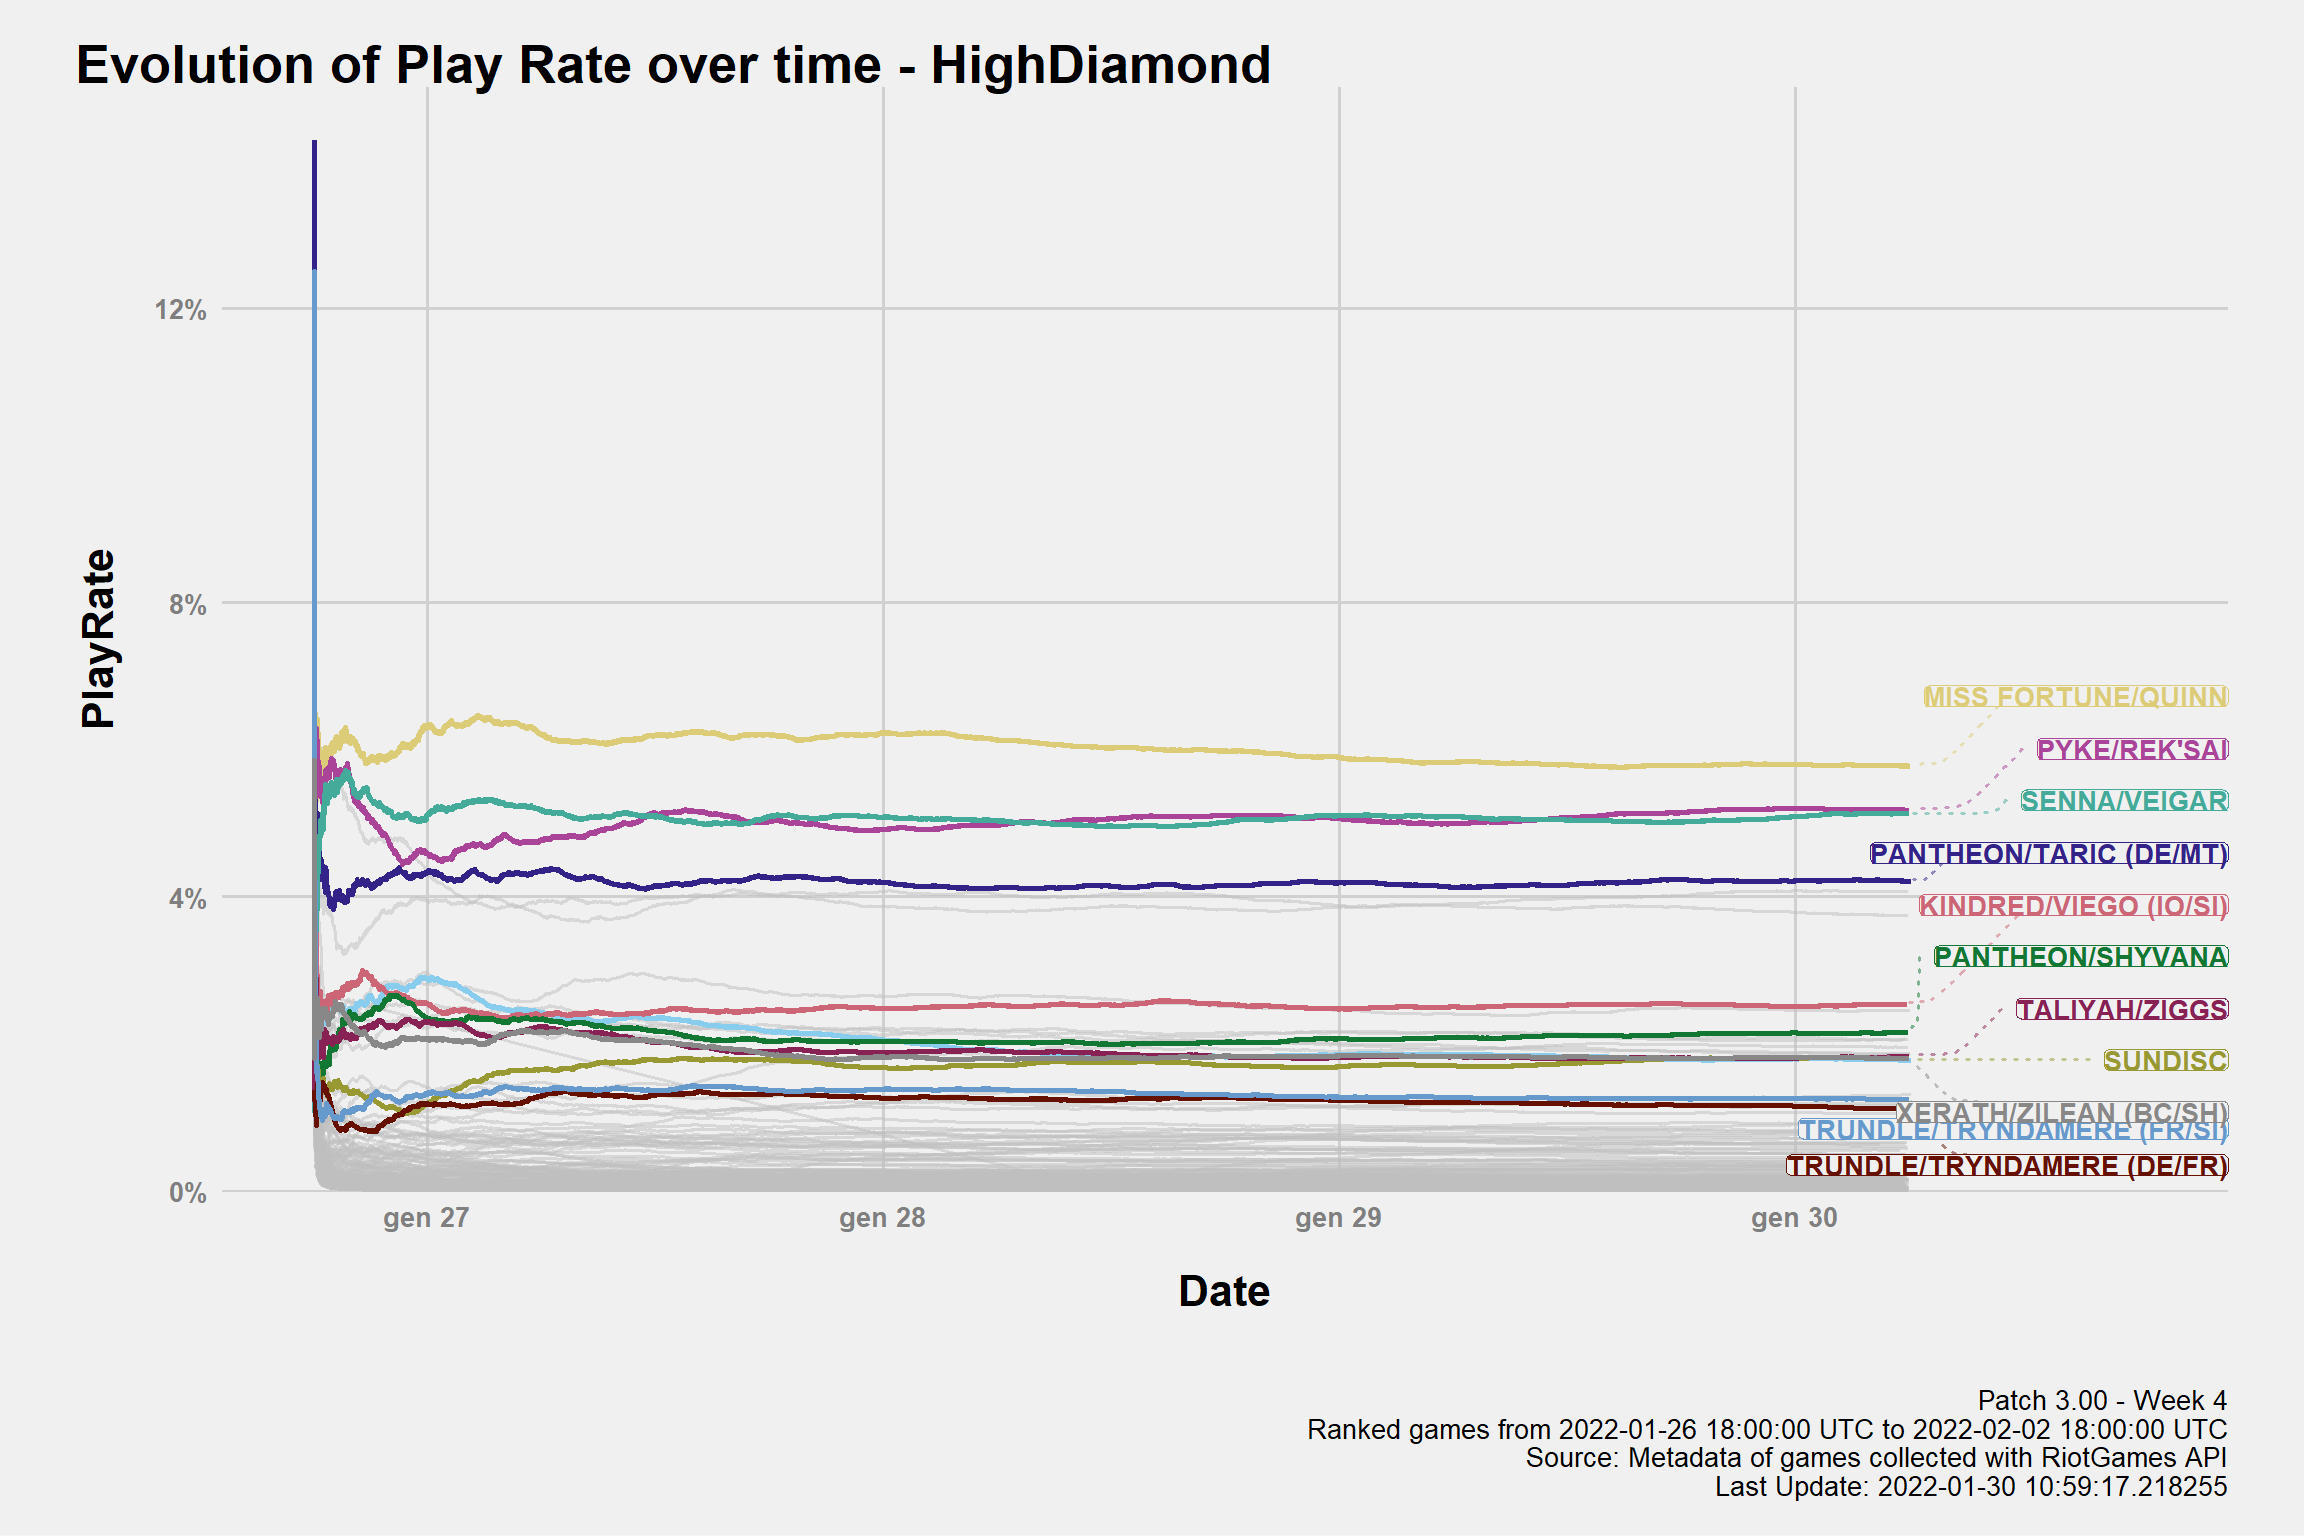 Evolution of Play Rate over time - HighDiamond
PlayRate
12%
8%
4%
0%
MISS FORTUNE/QUINN
PYKE/REK'SAI
SENNA/VEIGAR
PANTHEON/TARIC (DE/MT)
KINDRED/VIEGO (IO/SI)
PANTHEON/SHYVANA
TALIYAH/ZIGGS
SUNDISC
XERATH/ZILEAN (BC/SH)
TRUNDLE/TRYNDAMERE (FR/SI)
TRUNDLE/TRYNDAMERE (DE/FR)
gen 27
gen 28
gen 29
gen 30
Date
Patch 3.00 - Week 4
Ranked games from 2022-01-26 18:00:00 UTC to 2022-02-02 18:00:00 UTC
Source: Metadata of games collected with RiotGames API
Last Update: 2022-01-30 10:59:17.218255